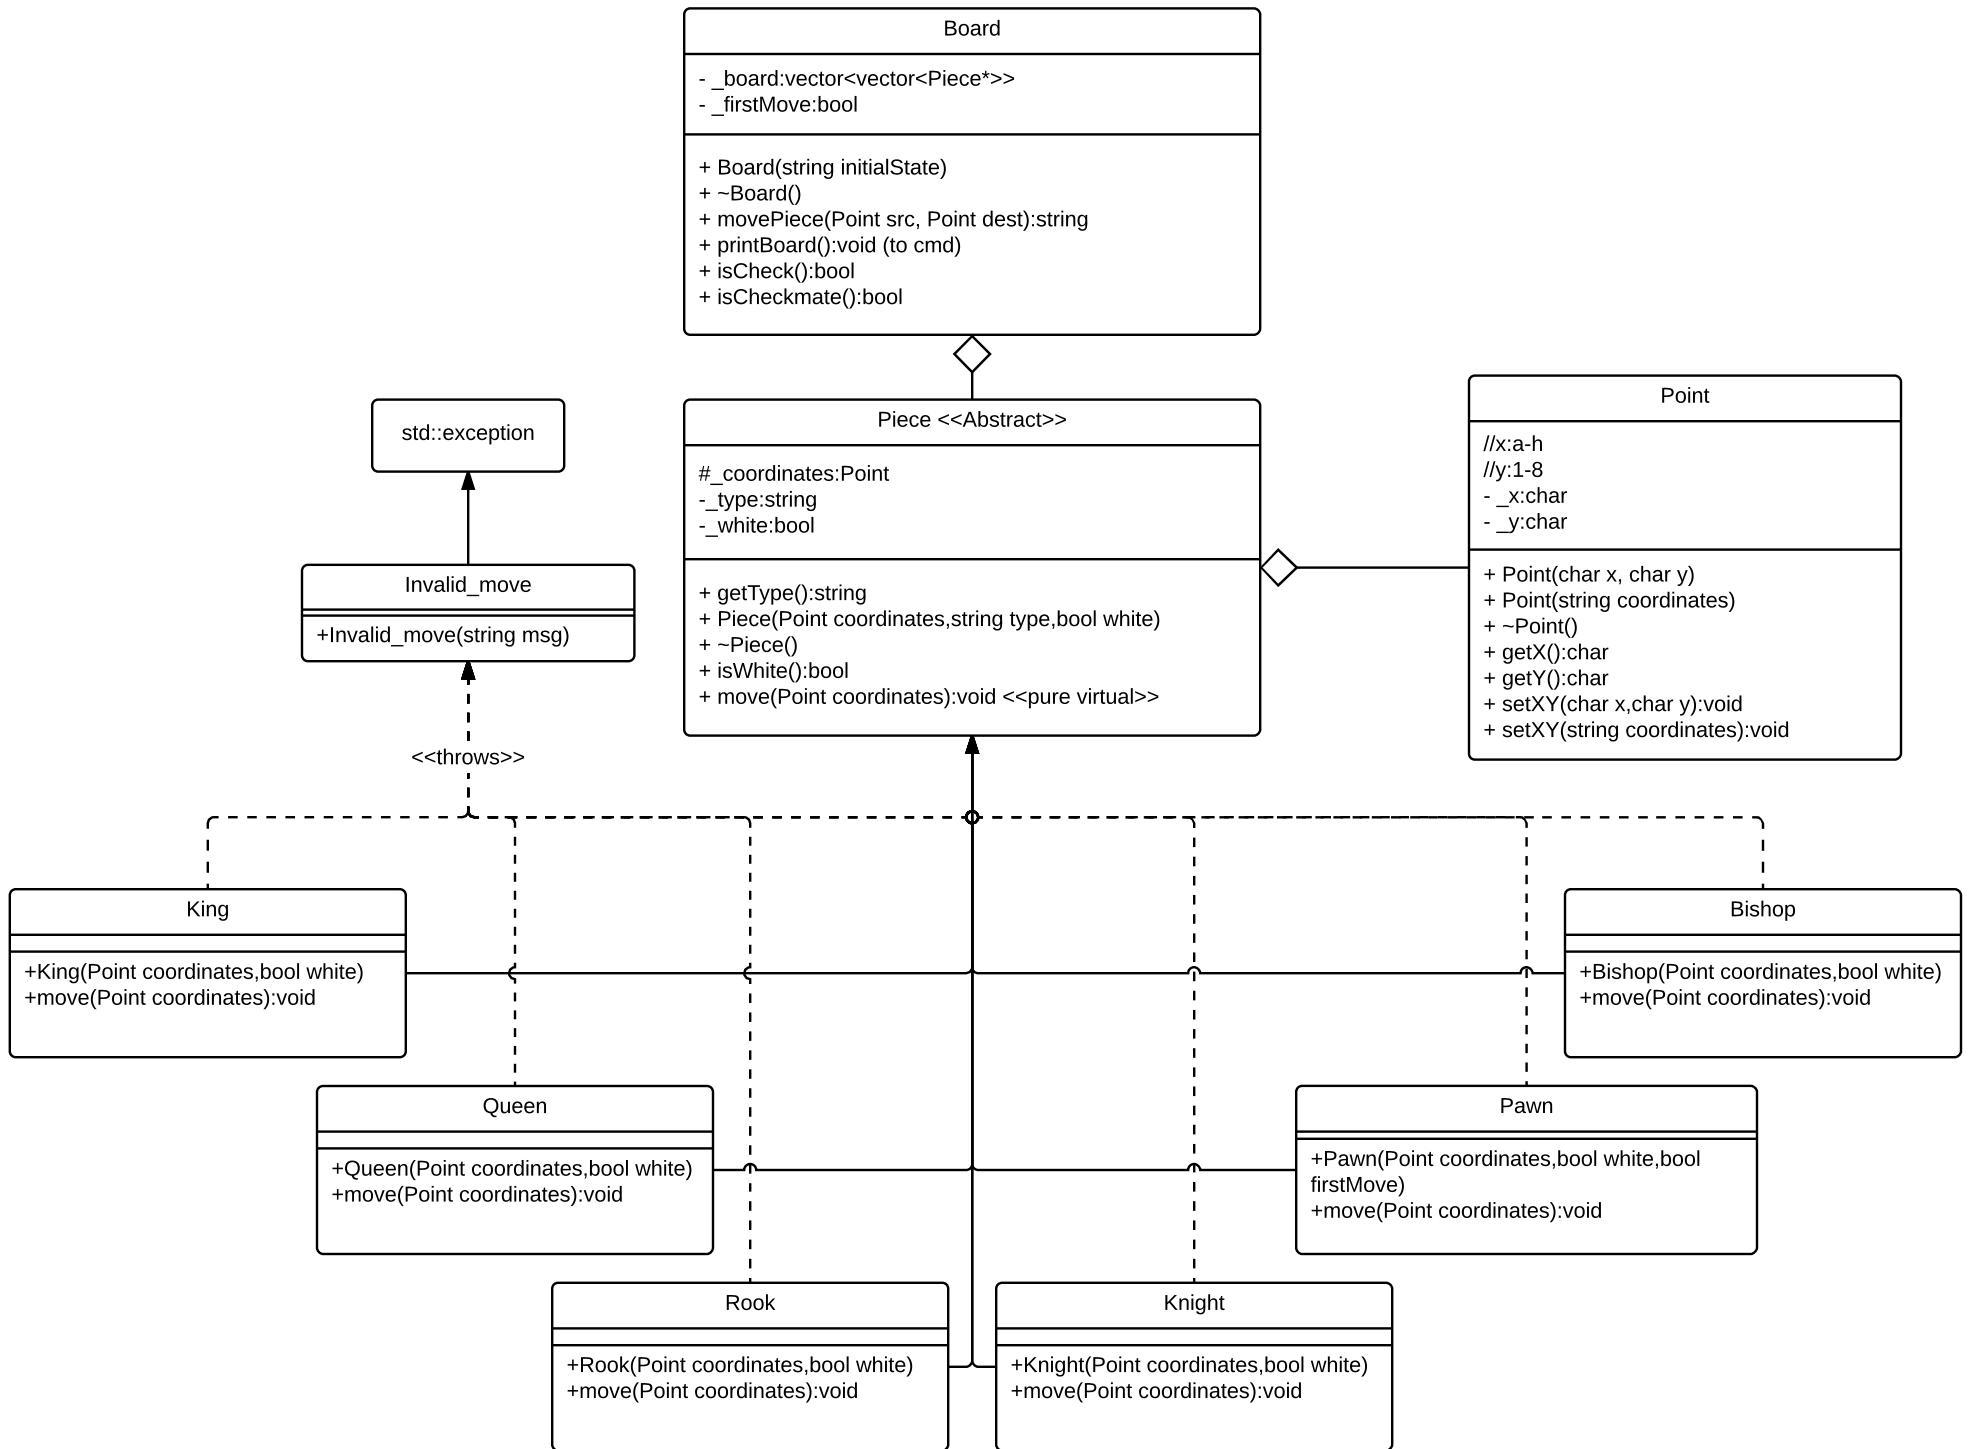 Board
- _board:vector<vector<Piece*>>
- _firstMove:bool
+ Board(string initialState)
+ ~Board()
+ movePiece(Point src, Point dest):string
+ printBoard():void (to cmd)
+ isCheck():bool
+ isCheckmate():bool
std::exception
Invalid_move
+Invalid_move(string msg)
<<throws>>
Piece <<Abstract>>
#_coordinates:Point
-_type:string
-_white:bool
+ getType():string
+ Piece(Point coordinates,string type,bool white)
+ ~Piece()
+ isWhite():bool
+ move(Point coordinates):void <<pure virtual>>
Point
//x:a-h
//y:1-8
- _x:char
- _y:char
+ Point(char x, char y)
+ Point(string coordinates)
+ ~Point()
+ getX():char
+ getY():char
+ setXY(char x,char y):void
+ setXY(string coordinates):void
King
+King(Point coordinates,bool white)
+move(Point coordinates):void
Bishop
+Bishop(Point coordinates,bool white)
+move(Point coordinates):void
Queen
+Queen(Point coordinates,bool white)
+move(Point coordinates):void
Pawn
+Pawn(Point coordinates,bool white,bool
firstMove)
+move(Point coordinates):void
Rook
+Rook(Point coordinates,bool white)
+move(Point coordinates):void
Knight
+Knight(Point coordinates,bool white)
+move(Point coordinates):void